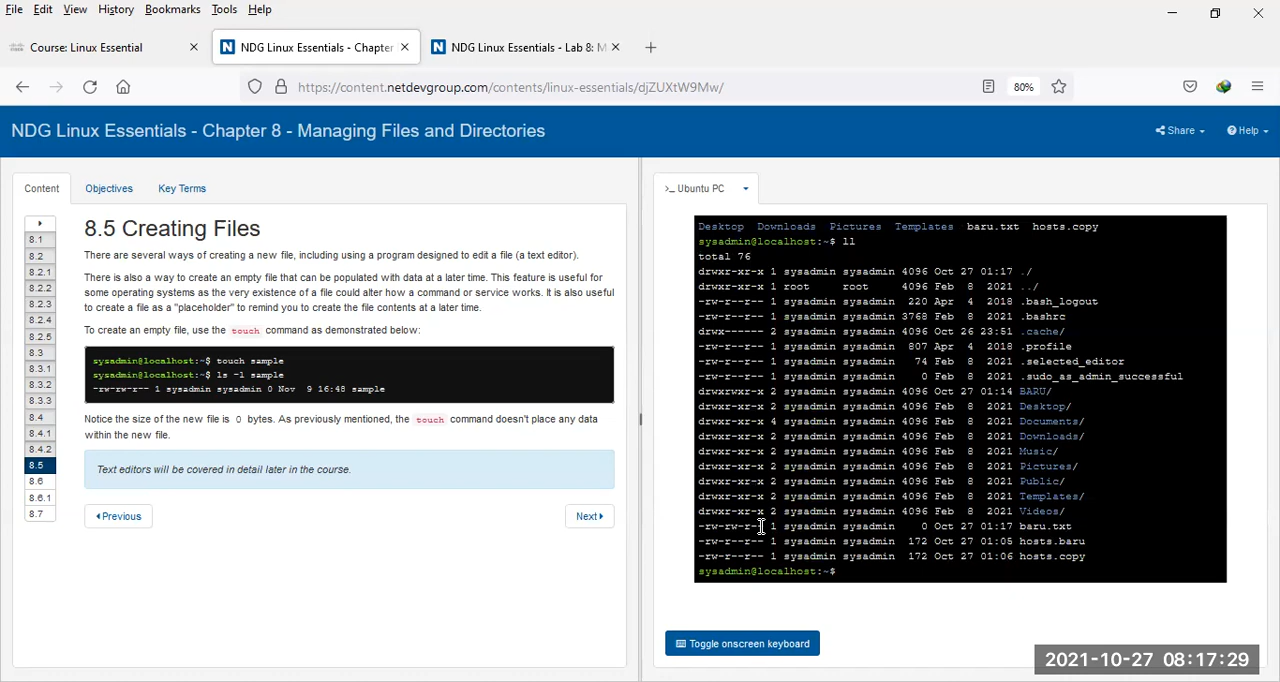 File Edit View History Bookmarks Tools Help
Course: Linux Essential
NDG Linux Essentials - Chapter
NDG Linux Essentials - Lab 8: M
https://content.netdevgroup.com/contents/linux-essentials/djZUXtW9Mw/
80%
NDG Linux Essentials - Chapter 8 - Managing Files and Directories
Share
Help
Content Objectives Key Terms
8.1
8.2
8.2.1
8.2.2
8.2.3
8.2.4
8.2.5
8.3
8.3.1
8.3.2
8.3.3
8.4
8.4.1
8.4.2
8.5
8.6
8.6.1
8.7
8.5 Creating Files
There are several ways of creating a new file, including using a program designed to edit a file (a text editor).
There is also a way to create an empty file that can be populated with data at a later time. This feature is useful for
some operating systems as the very existence of a file could alter how a command or service works. It is also useful
to create a file as a "placeholder" to remind you to create the file contents at a later time.
To create an empty file, use the touch command as demonstrated below:
sysadmin@localhost:~$ touch sample
sysadmin@localhost:~$ ls -l sample
-rw-rw-r-- 1 sysadmin sysadmin 0 Nov  9 16:48 sample
Notice the size of the new file is 0 bytes. As previously mentioned, the touch command doesn't place any data
within the new file.
Text editors will be covered in detail later in the course.
Previous
Next
>_ Ubuntu PC
Desktop  Downloads  Pictures  Templates  baru.txt  hosts.copy
sysadmin@localhost:~$ ll
total 76
drwxr-xr-x 1 sysadmin sysadmin 4096 Oct 27 01:17 ./
drwxr-xr-x 1 root     root     4096 Feb  8  2021 ../
-rw-r--r-- 1 sysadmin sysadmin  220 Apr  4  2018 .bash_logout
-rw-r--r-- 1 sysadmin sysadmin 3768 Feb  8  2021 .bashrc
drwx------ 2 sysadmin sysadmin 4096 Oct 26 23:51 .cache/
-rw-r--r-- 1 sysadmin sysadmin  807 Apr  4  2018 .profile
-rw-r--r-- 1 sysadmin sysadmin   74 Feb  8  2021 .selected_editor
-rw-r--r-- 1 sysadmin sysadmin    0 Feb  8  2021 .sudo_as_admin_successful
drwxrwxr-x 2 sysadmin sysadmin 4096 Oct 27 01:14 BARU/
drwxr-xr-x 2 sysadmin sysadmin 4096 Feb  8  2021 Desktop/
drwxr-xr-x 4 sysadmin sysadmin 4096 Feb  8  2021 Documents/
drwxr-xr-x 2 sysadmin sysadmin 4096 Feb  8  2021 Downloads/
drwxr-xr-x 2 sysadmin sysadmin 4096 Feb  8  2021 Music/
drwxr-xr-x 2 sysadmin sysadmin 4096 Feb  8  2021 Pictures/
drwxr-xr-x 2 sysadmin sysadmin 4096 Feb  8  2021 Public/
drwxr-xr-x 2 sysadmin sysadmin 4096 Feb  8  2021 Templates/
drwxr-xr-x 2 sysadmin sysadmin 4096 Feb  8  2021 Videos/
-rw-rw-r-- 1 sysadmin sysadmin    0 Oct 27 01:17 baru.txt
-rw-r--r-- 1 sysadmin sysadmin  172 Oct 27 01:05 hosts.baru
-rw-r--r-- 1 sysadmin sysadmin  172 Oct 27 01:06 hosts.copy
sysadmin@localhost:~$
Toggle onscreen keyboard
2021-10-27 08:17:29